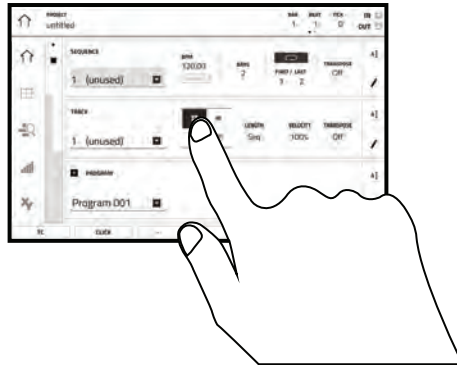 PROJECT
untitled
BAR BEAT TICK
1. 1. 0
IN
OUT
SEQUENCE
1 (unused)
BPM
120.00
BARS
2
FIRST / LAST
1 2
TRANSPOSE
Off
TRACK
1 (unused)
LENGTH
Seq
VELOCITY
100%
TRANSPOSE
Off
PROGRAM
Program 001
TC
CLICK
...